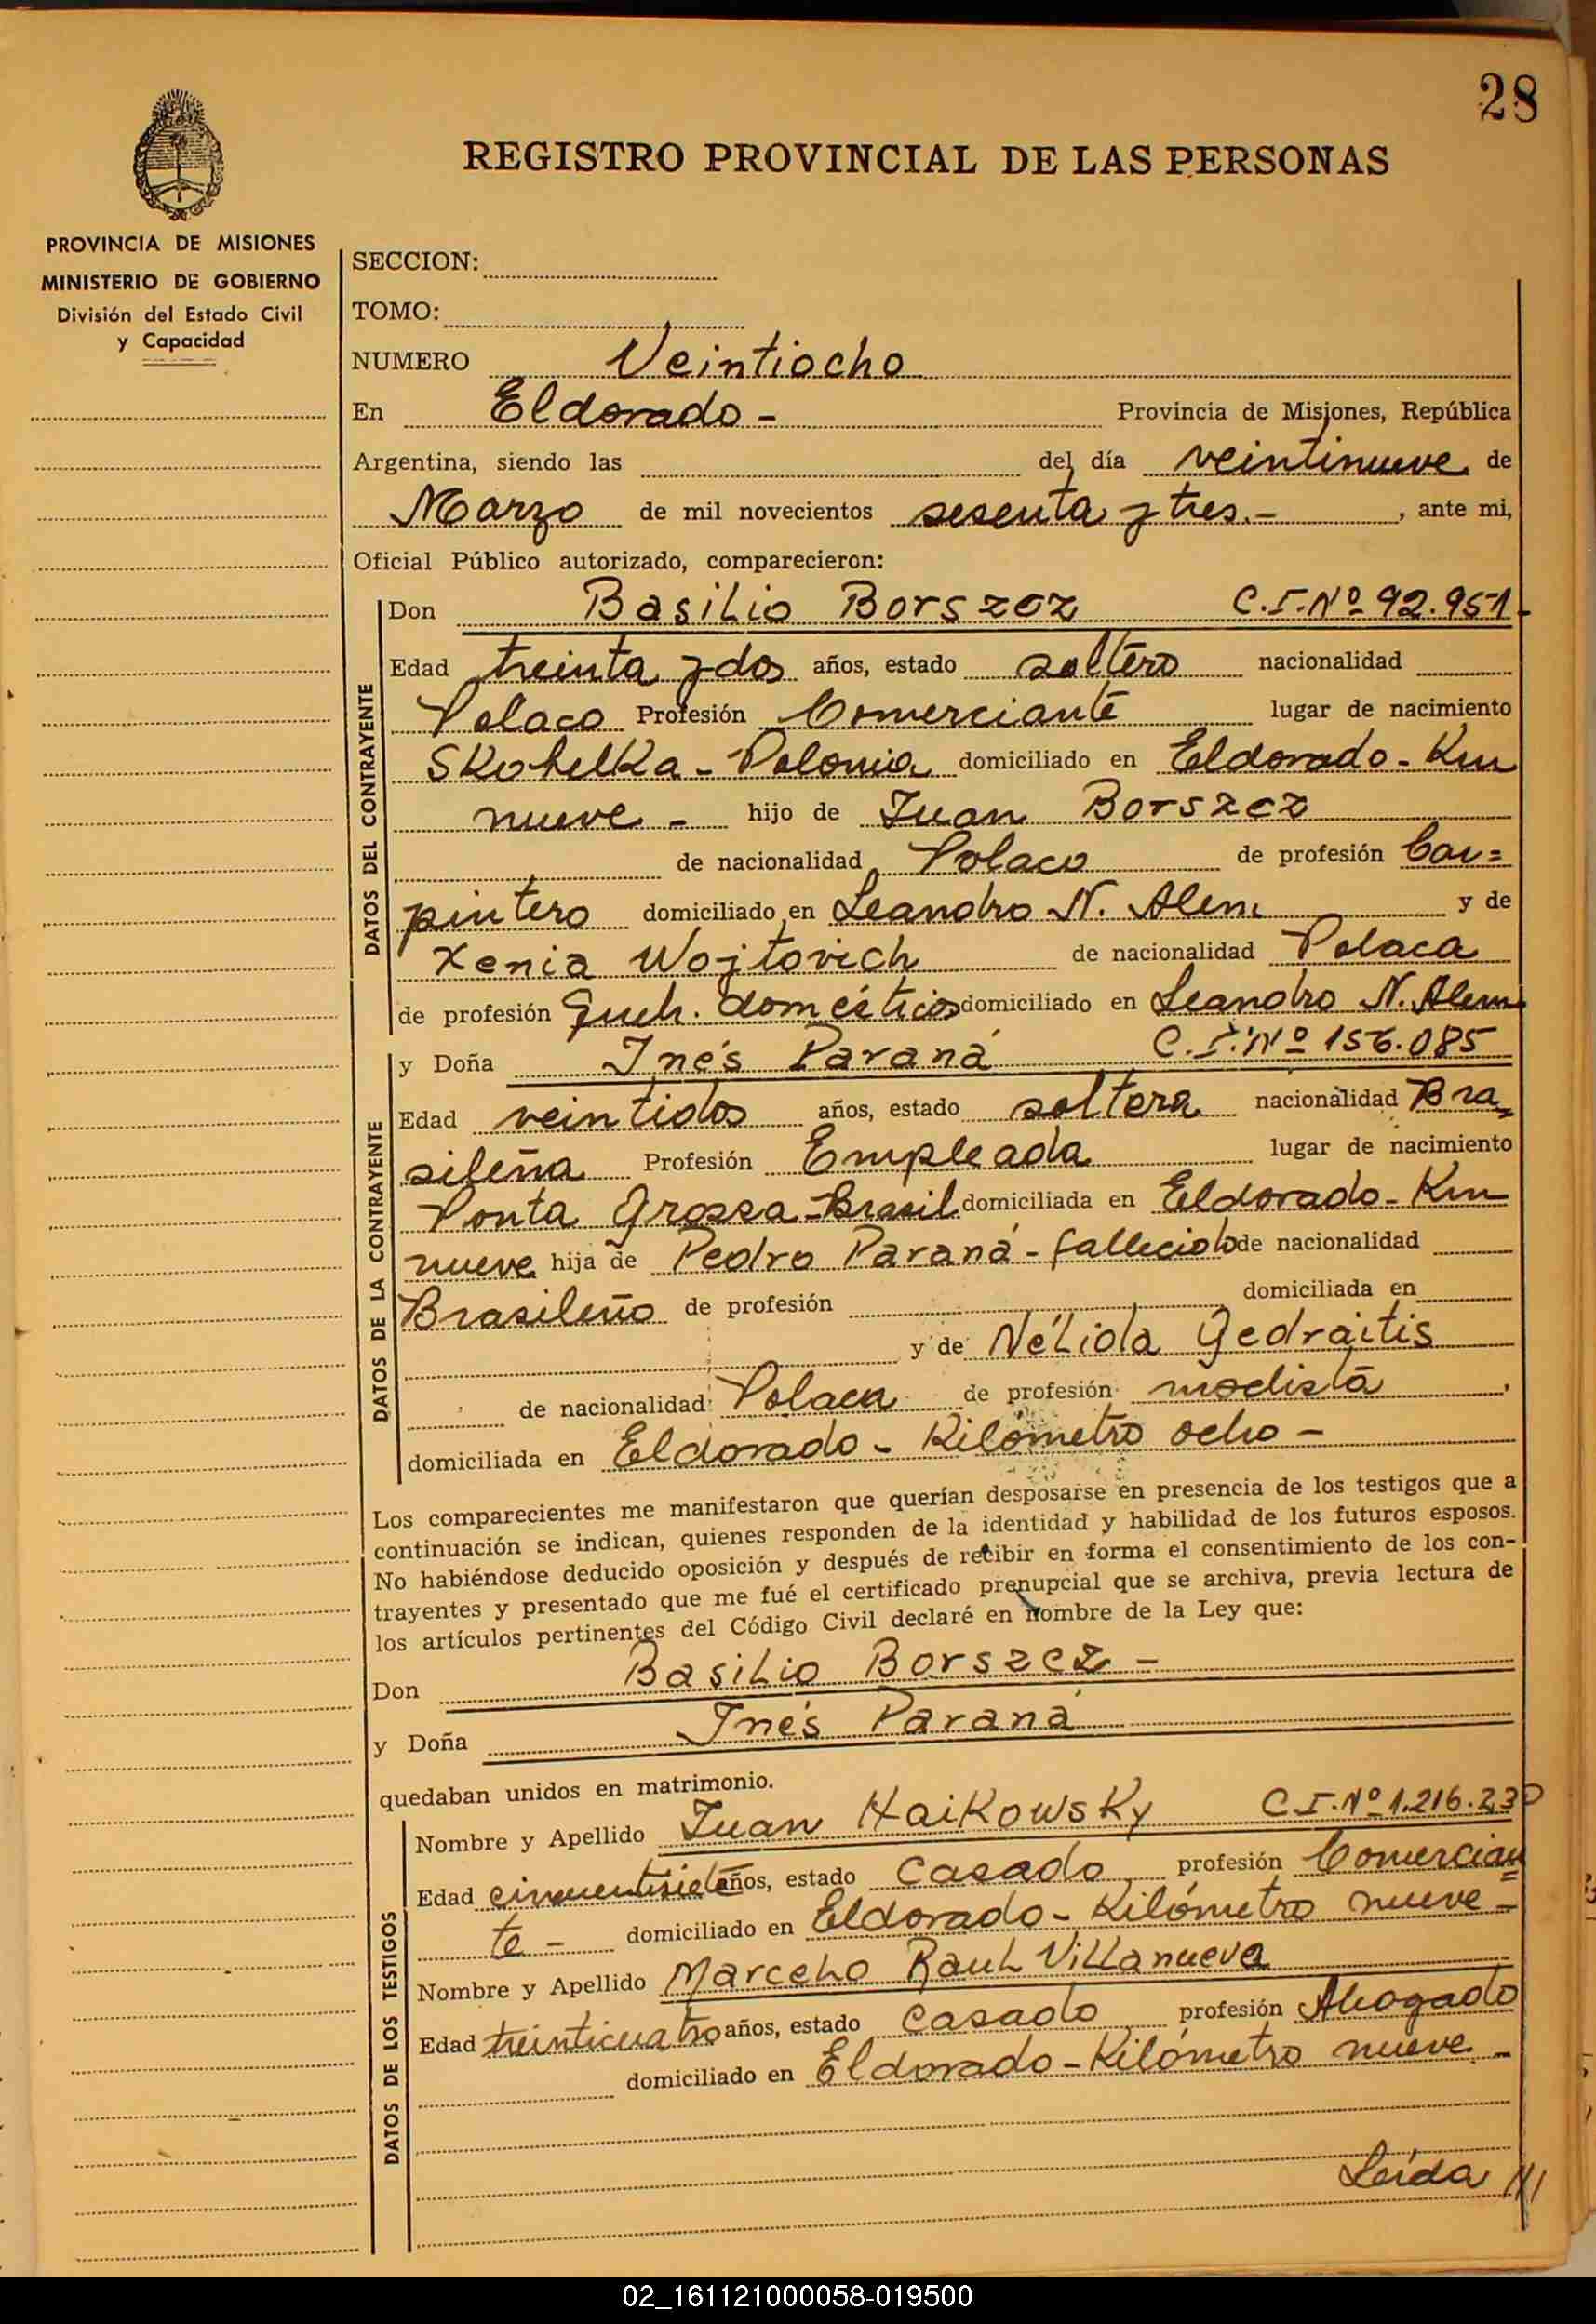 28
REGISTRO PROVINCIAL DE LAS PERSONAS
PROVINCIA DE MISIONES
MINISTERIO DE GOBIERNO
División del Estado Civil
y Capacidad
SECCION:
TOMO:
NUMERO Veintiocho
En Eldorado - Provincia de Misiones, República
Argentina, siendo las del día veintinueve de
Marzo de mil novecientos sesenta y tres.- , ante mi,
Oficial Público autorizado, comparecieron:
DATOS DEL CONTRAYENTE
Don Basilio Borszcz C.I.Nº 92.951-
Edad treinta y dos años, estado soltero nacionalidad
Polaco Profesión Comerciante lugar de nacimiento
Skobelka - Polonia domiciliado en Eldorado - Km
nueve - hijo de Juan Borszcz
de nacionalidad Polaco de profesión Car=
pintero domiciliado en Leandro N. Alem y de
Xenia Wojtovich de nacionalidad Polaca
de profesión Queh. domésticos domiciliado en Leandro N. Alem
DATOS DE LA CONTRAYENTE
y Doña Inés Paraná C.I.Nº 156.085
Edad veintidos años, estado soltera nacionalidad Bra=
sileña Profesión Empleada lugar de nacimiento
Ponta Grossa - Brasil domiciliada en Eldorado - Km
nueve hija de Pedro Paraná - fallecido de nacionalidad
Brasileño de profesión domiciliada en
y de Nélida Gedraitis
de nacionalidad Polaca de profesión modista
domiciliada en Eldorado - Kilómetro ocho -
Los comparecientes me manifestaron que querían desposarse en presencia de los testigos que a
continuación se indican, quienes responden de la identidad y habilidad de los futuros esposos.
No habiéndose deducido oposición y después de recibir en forma el consentimiento de los con-
trayentes y presentado que me fué el certificado prenupcial que se archiva, previa lectura de
los artículos pertinentes del Código Civil declaré en nombre de la Ley que:
Don Basilio Borszcz -
y Doña Inés Paraná
quedaban unidos en matrimonio.
DATOS DE LOS TESTIGOS
Nombre y Apellido Juan Haikowsky C.I.Nº 1.216.230
Edad cincuentisiete años, estado Casado profesión Comercian=
te - domiciliado en Eldorado - Kilómetro nueve -
Nombre y Apellido Marcelo Raul Villanueva
Edad treinticuatro años, estado Casado profesión Abogado
domiciliado en Eldorado - Kilómetro nueve -
Leída ///
02_161121000058-019500